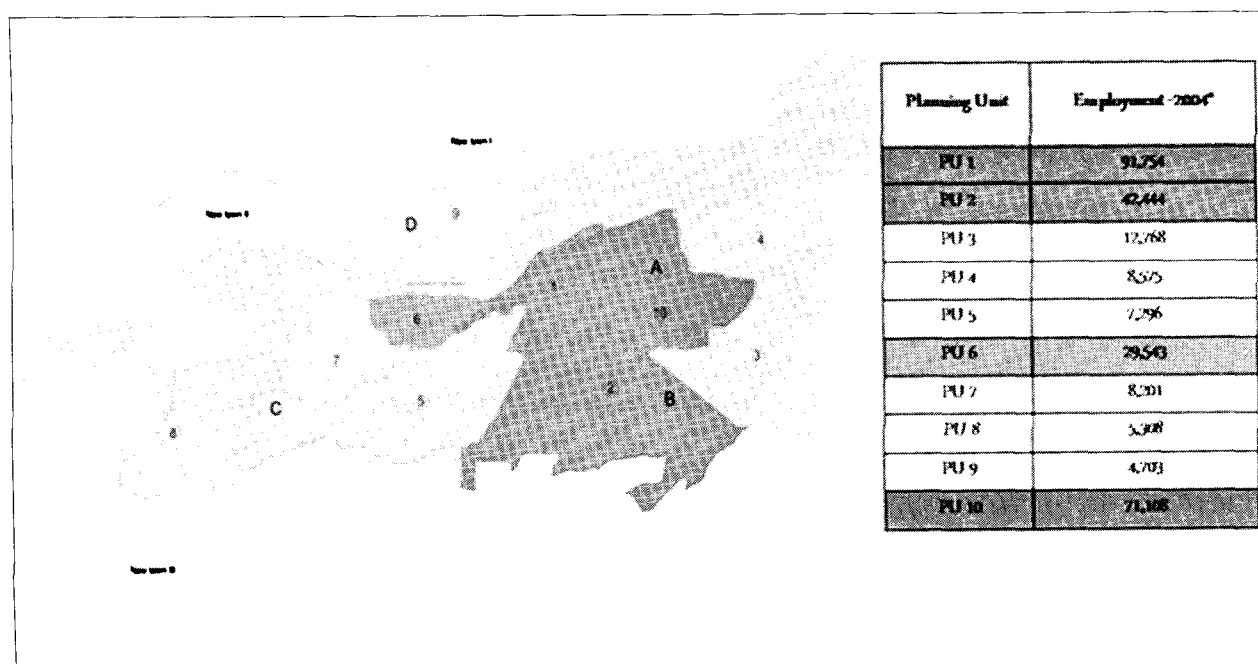 D
9
4
A
1
6
10
7
3
2
B
5
C
8
Planning Unit
Employment -2004*
PU 1
91,754
PU 2
42,444
PU 3
12,768
PU 4
8,575
PU 5
7,296
PU 6
29,543
PU 7
8,201
PU 8
5,308
PU 9
4,703
PU 10
71,108